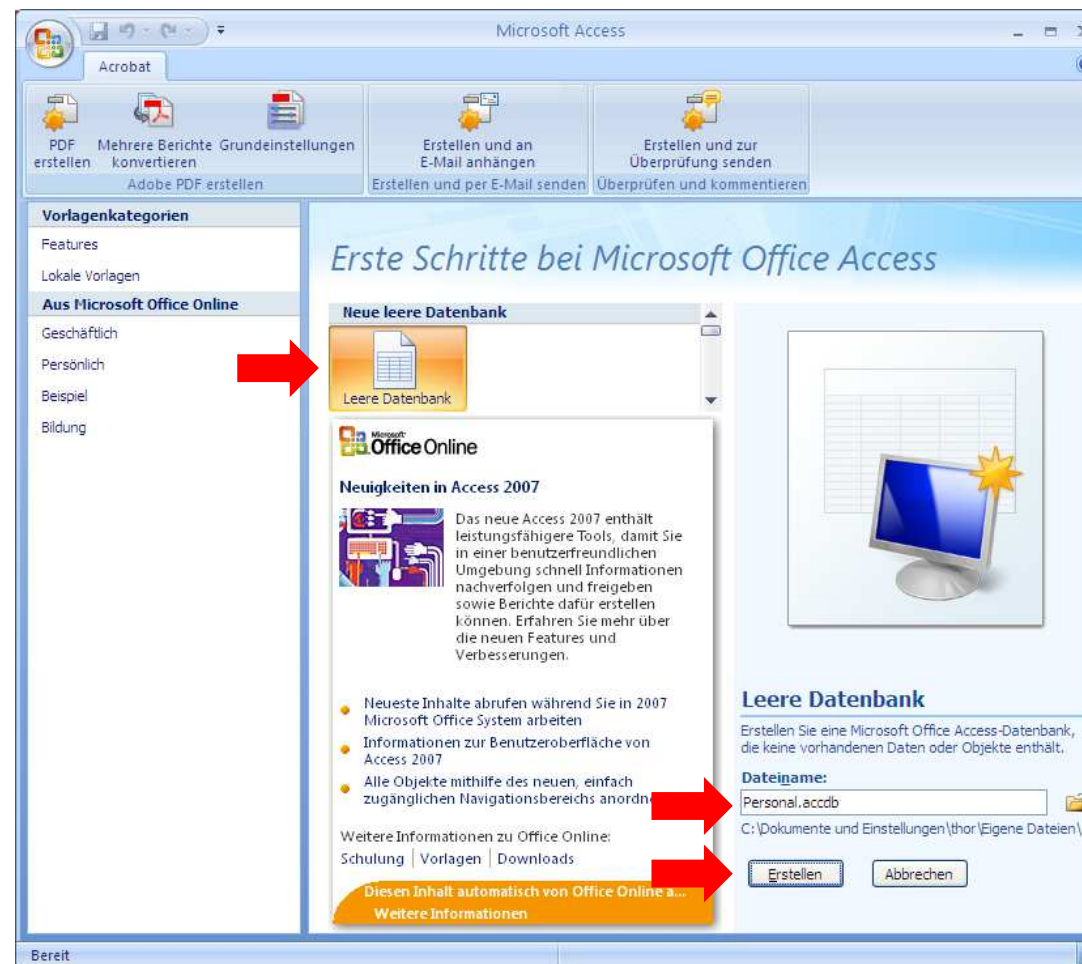 Microsoft Access
Acrobat
PDF erstellen
Mehrere Berichte konvertieren
Grundeinstellungen
Erstellen und an E-Mail anhängen
Erstellen und zur Überprüfung senden
Adobe PDF erstellen
Erstellen und per E-Mail senden
Überprüfen und kommentieren
Vorlagenkategorien
Features
Lokale Vorlagen
Aus Microsoft Office Online
Geschäftlich
Persönlich
Beispiel
Bildung
Erste Schritte bei Microsoft Office Access
Neue leere Datenbank
Leere Datenbank
Microsoft
Office Online
Neuigkeiten in Access 2007
Das neue Access 2007 enthält
leistungsfähigere Tools, damit Sie
in einer benutzerfreundlichen
Umgebung schnell Informationen
nachverfolgen und freigeben
sowie Berichte dafür erstellen
können. Erfahren Sie mehr über
die neuen Features und
Verbesserungen.
Neueste Inhalte abrufen während Sie in 2007
Microsoft Office System arbeiten
Informationen zur Benutzeroberfläche von
Access 2007
Alle Objekte mithilfe des neuen, einfach
zugänglichen Navigationsbereichs
Weitere Informationen zu Office Online:
Schulung | Vorlagen | Downloads
Diesen Inhalt automatisch von Office Online a...
Weitere Informationen
Leere Datenbank
Erstellen Sie eine Microsoft Office Access-Datenbank,
die keine vorhandenen Daten oder Objekte enthält.
Dateiname:
Personal.accdb
C:\Dokumente und Einstellungen\thor\Eigene Dateien\
Erstellen
Abbrechen
Bereit